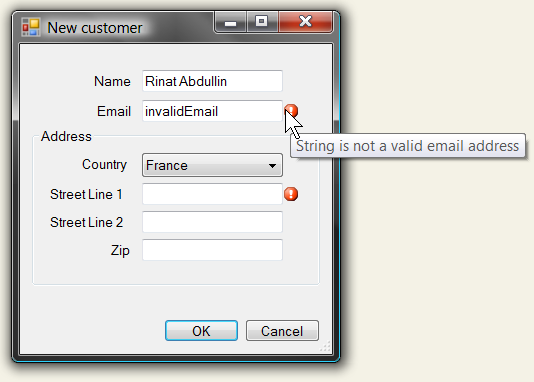 New customer
Name Rinat Abdullin
Email invalidEmail
String is not a valid email address
Address
Country France
Street Line 1
Street Line 2
Zip
OK Cancel